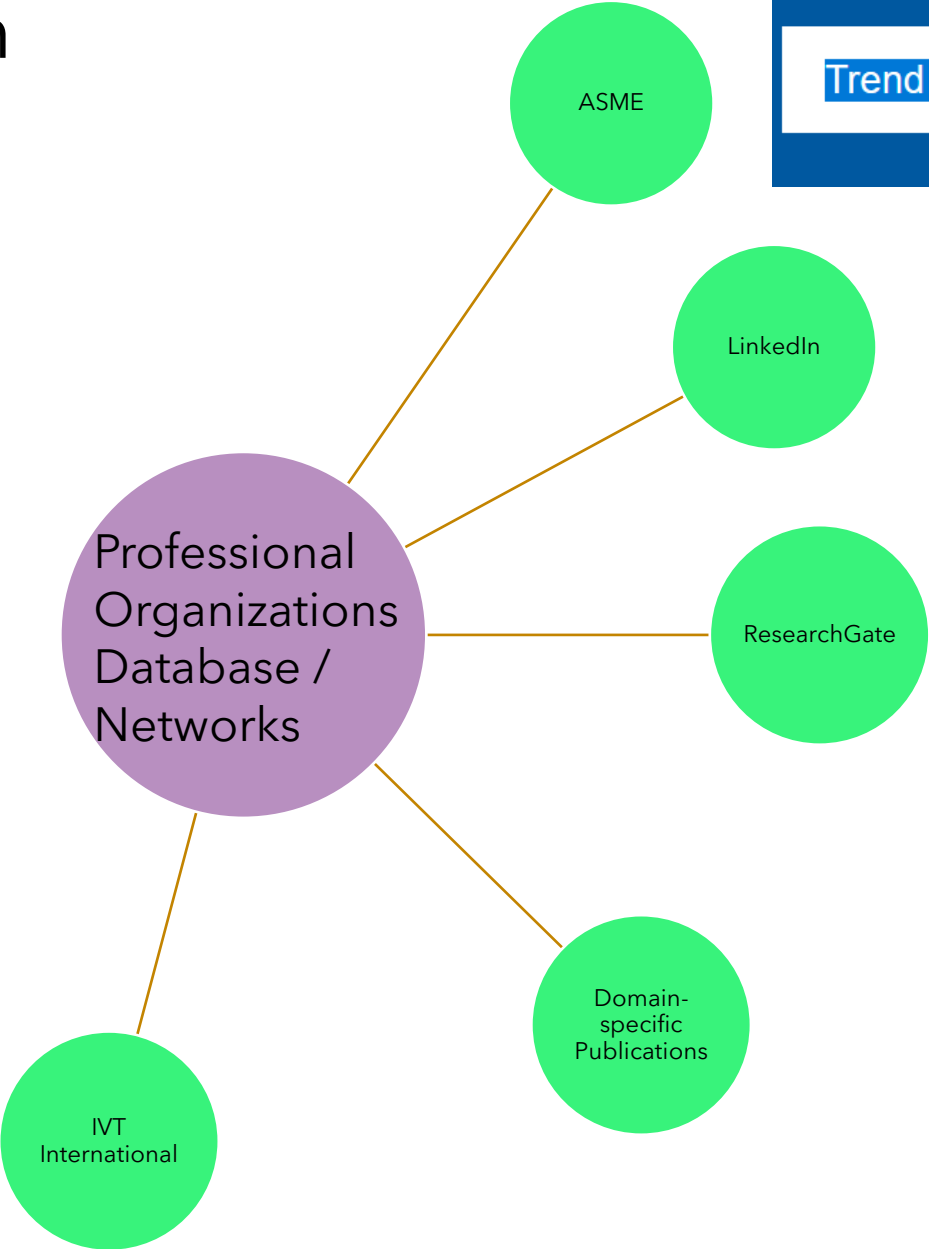 n
Trend
ASME
LinkedIn
Professional
Organizations
Database /
Networks
ResearchGate
Domain-
specific
Publications
IVT
International